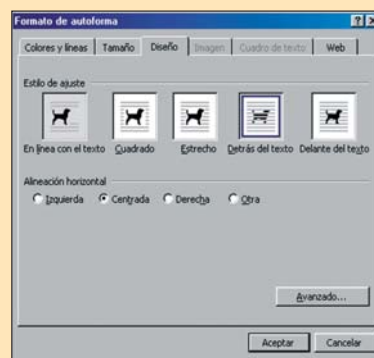 Formato de autoforma
Colores y líneas Tamaño Diseño Imagen Cuadro de texto Web
Estilo de ajuste
En línea con el texto Cuadrado Estrecho Detrás del texto Delante del texto
Alineación horizontal
Izquierda Centrada Derecha Otra
Avanzado...
Aceptar Cancelar